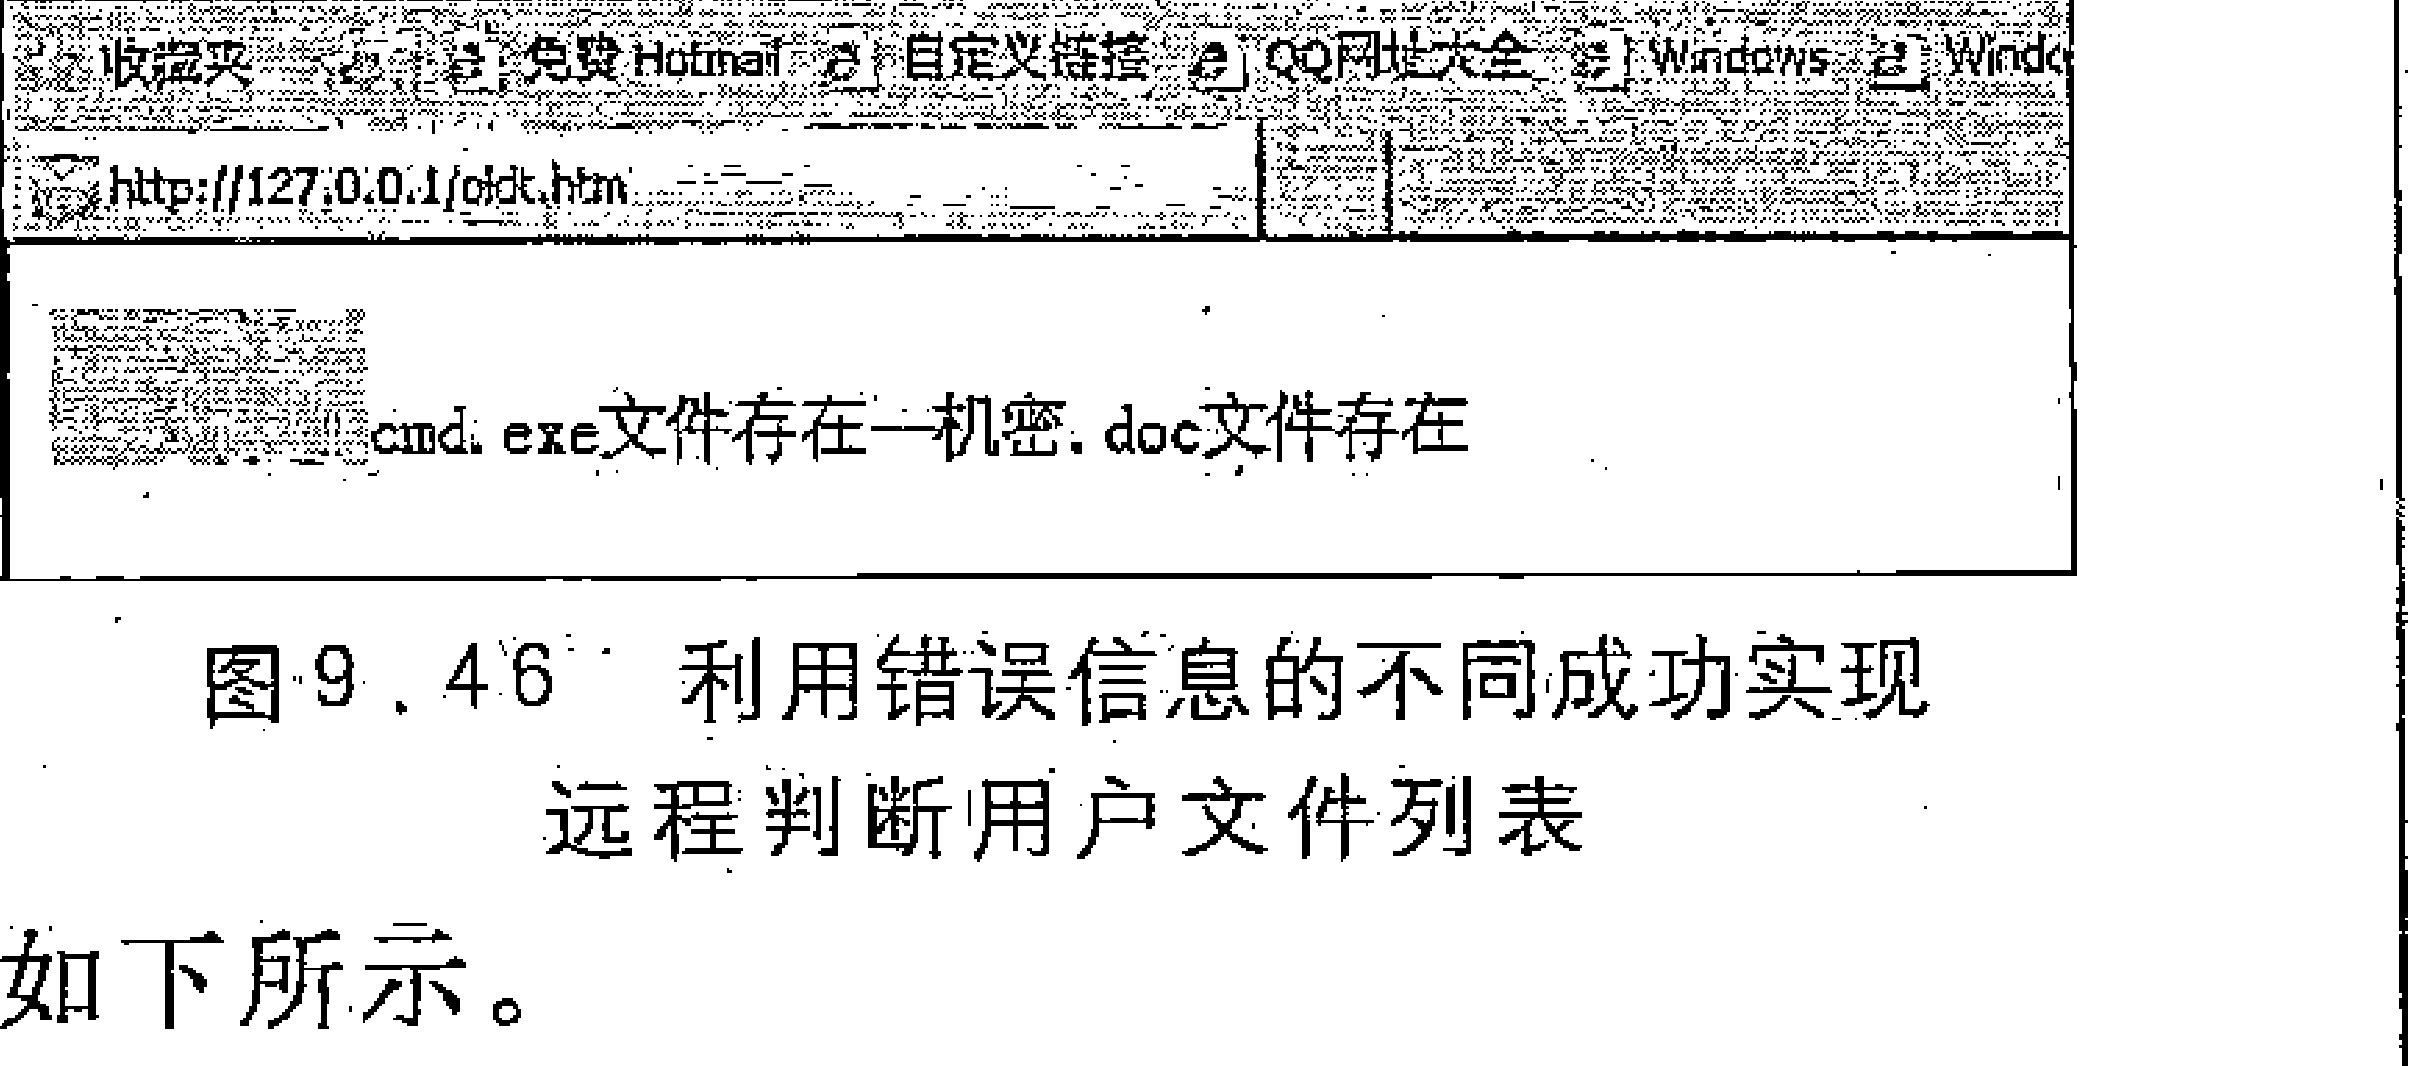 收藏夹 免费 Hotmail 自定义链接 QQ网址大全 Windows Windo
http://127.0.0.1/oldt.htm
cmd.exe文件存在—机密.doc文件存在
图9.46 利用错误信息的不同成功实现
远程判断用户文件列表
如下所示。